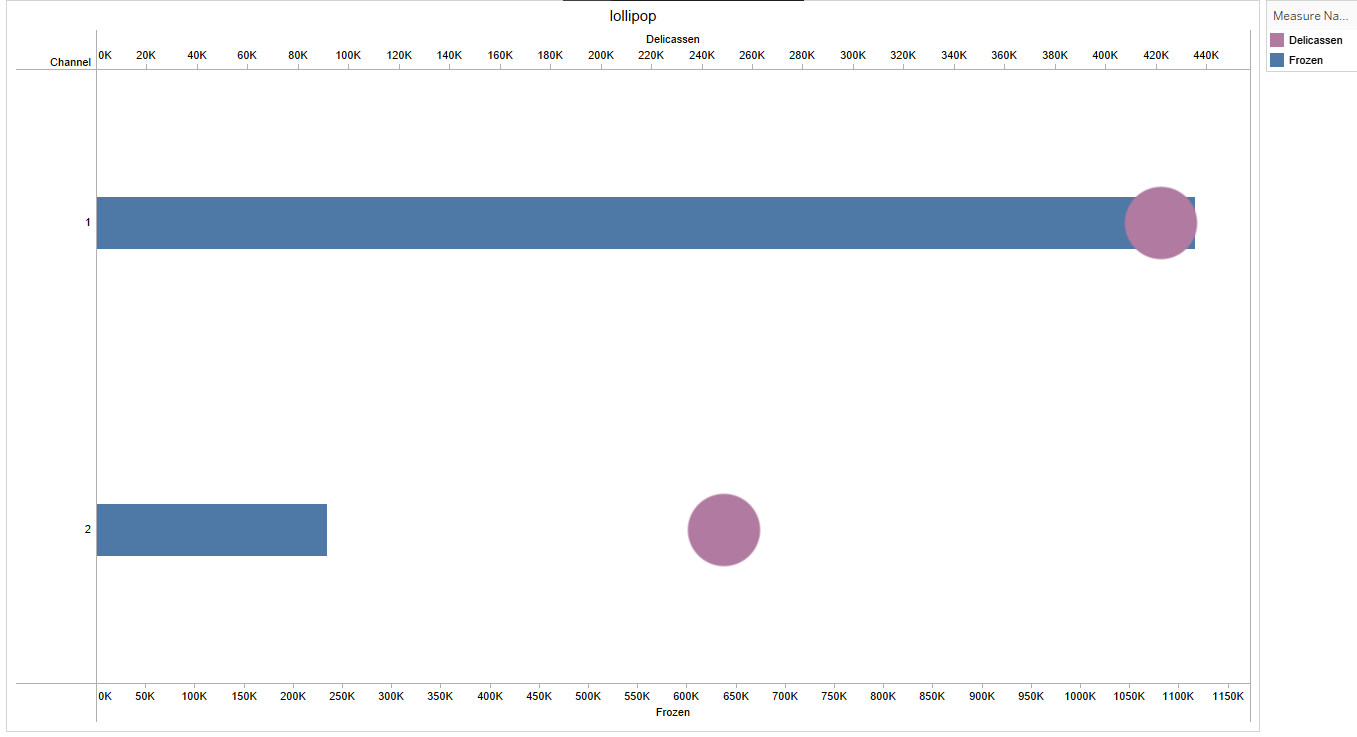 lollipop
Measure Na...
Delicassen
Frozen
Delicassen
Channel
0K 20K 40K 60K 80K 100K 120K 140K 160K 180K 200K 220K 240K 260K 280K 300K 320K 340K 360K 380K 400K 420K 440K
1
2
0K 50K 100K 150K 200K 250K 300K 350K 400K 450K 500K 550K 600K 650K 700K 750K 800K 850K 900K 950K 1000K 1050K 1100K 1150K
Frozen